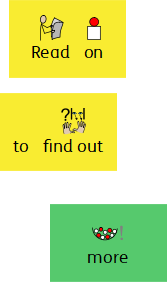 Read on
to find out
more